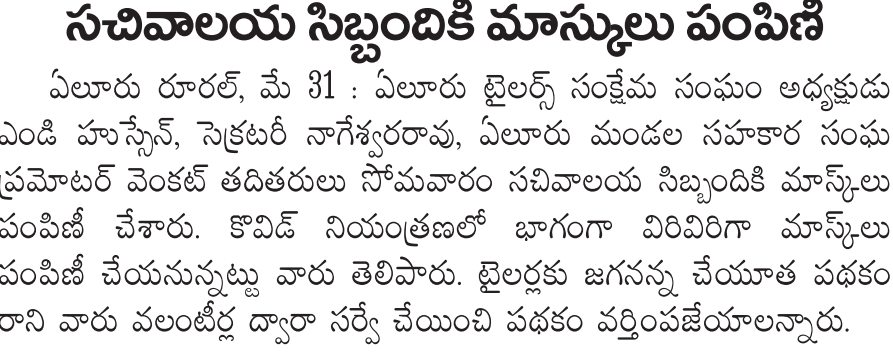 సచివాలయ సిబ్బందికి మాస్కులు పంపిణీ
ఏలూరు రూరల్, మే 31 : ఏలూరు టైలర్స్ సంక్షేమ సంఘం అధ్యక్షుడు
ఎండి హుస్సేన్, సెక్రటరీ నాగేశ్వరరావు, ఏలూరు మండల సహకార సంఘ
ప్రమోటర్ వెంకట్ తదితరులు సోమవారం సచివాలయ సిబ్బందికి మాస్క్‌లు
పంపిణీ చేశారు. కొవిడ్ నియంత్రణలో భాగంగా విరివిరిగా మాస్క్‌లు
పంపిణీ చేయనున్నట్టు వారు తెలిపారు. టైలర్లకు జగనన్న చేయూత పథకం
రాని వారు వలంటీర్ల ద్వారా సర్వే చేయించి పథకం వర్తింపజేయాలన్నారు.